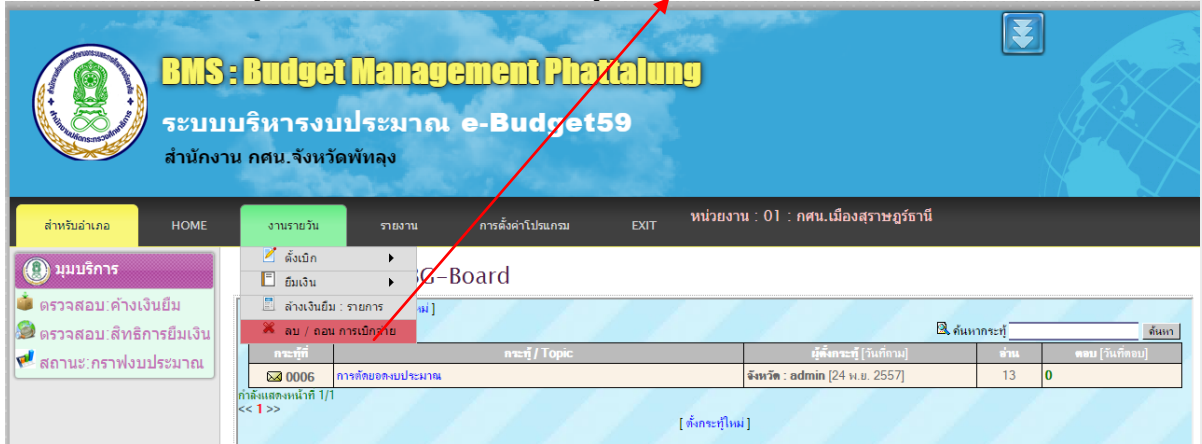 BMS : Budget Management Phattalung
ระบบบริหารงบประมาณ e-Budget59
สำนักงาน กศน.จังหวัดพัทลุง
สำหรับอำเภอ HOME งานรายวัน รายงาน การตั้งค่าโปรแกรม EXIT หน่วยงาน : 01 : กศน.เมืองสุราษฎร์ธานี
มุมบริการ
ตรวจสอบ:ค้างเงินยืม
ตรวจสอบ:สิทธิการยืมเงิน
สถานะ:กราฟงบประมาณ
ตั้งเบิก
ยืมเงิน
ล้างเงินยืม : รายการ
ลบ / ถอน การเบิกจ่าย
G-Board
ใหม่ ]
ค้นหากระทู้ ค้นหา
กระทู้ที่ กระทู้ / Topic ผู้ตั้งกระทู้ [วันที่ถาม] อ่าน ตอบ [วันที่ตอบ]
0006 การตัดยอดงบประมาณ จังหวัด : admin [24 พ.ย. 2557] 13 0
กำลังแสดงหน้าที่ 1/1
<< 1 >>
[ ตั้งกระทู้ใหม่ ]